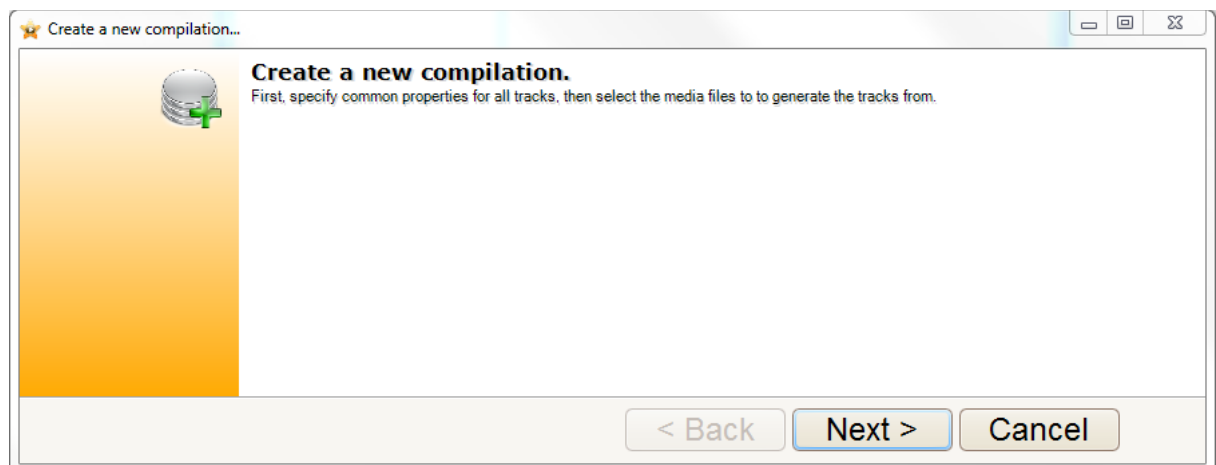 Create a new compilation...
Create a new compilation.
First, specify common properties for all tracks, then select the media files to to generate the tracks from.
< Back Next > Cancel